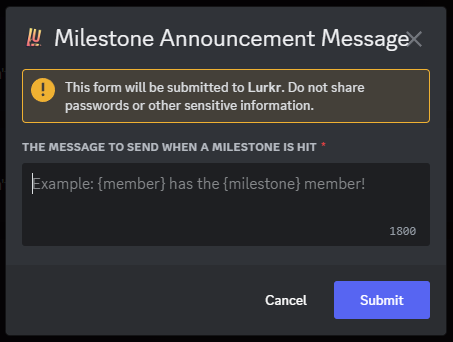 Milestone Announcement Message
This form will be submitted to Lurkr. Do not share
passwords or other sensitive information.
THE MESSAGE TO SEND WHEN A MILESTONE IS HIT *
Example: {member} has the {milestone} member!
1800
Cancel
Submit